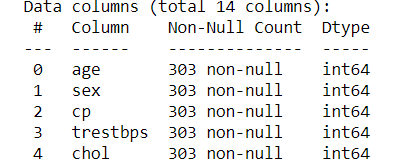 Data columns (total 14 columns):
#   Column    Non-Null Count  Dtype
---  ------    --------------  -----
0   age       303 non-null    int64
1   sex       303 non-null    int64
2   cp        303 non-null    int64
3   trestbps  303 non-null    int64
4   chol      303 non-null    int64